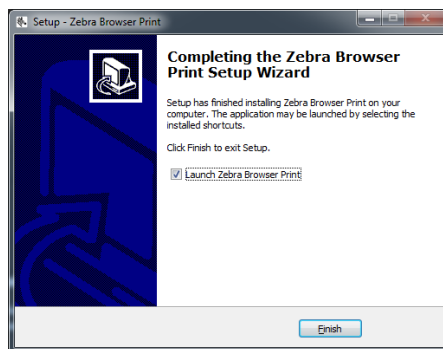 Setup - Zebra Browser Print
Completing the Zebra Browser
Print Setup Wizard
Setup has finished installing Zebra Browser Print on your
computer. The application may be launched by selecting the
installed shortcuts.
Click Finish to exit Setup.
Launch Zebra Browser Print
Finish